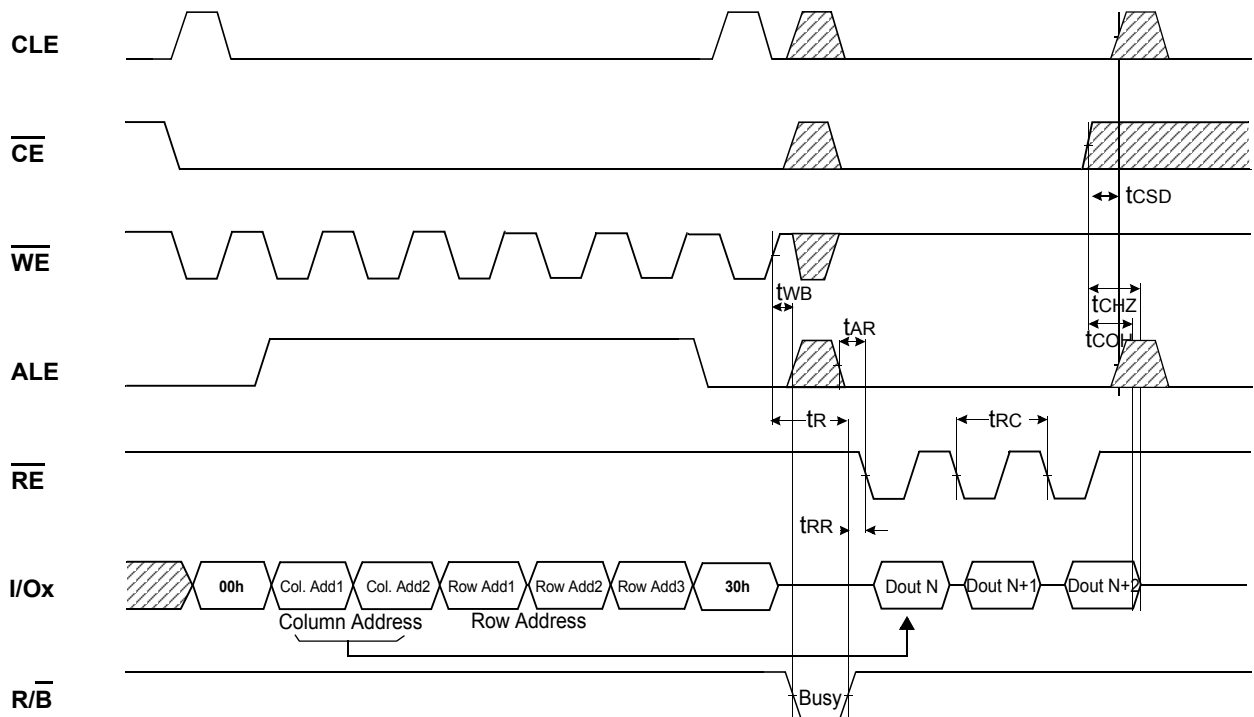 CLE
CE
tCSD
WE
tWB
tCHZ
tAR
tCOH
ALE
tR
tRC
RE
tRR
I/Ox
00h
Col. Add1
Col. Add2
Row Add1
Row Add2
Row Add3
30h
Dout N
Dout N+1
Dout N+2
Column Address
Row Address
R/B
Busy